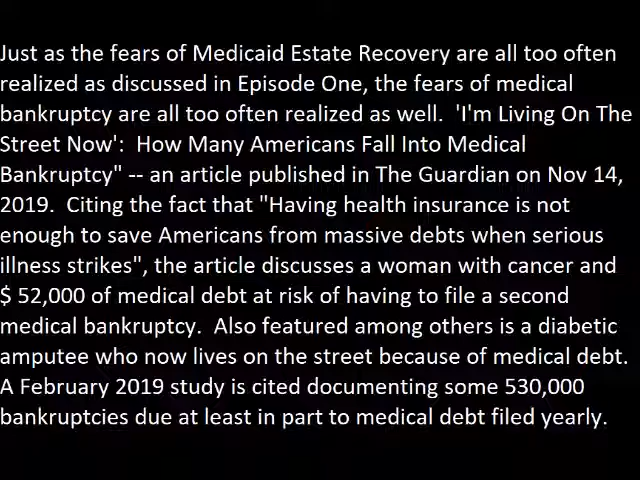 Just as the fears of Medicaid Estate Recovery are all too often
realized as discussed in Episode One, the fears of medical
bankruptcy are all too often realized as well.  'I'm Living On The
Street Now':  How Many Americans Fall Into Medical
Bankruptcy" -- an article published in The Guardian on Nov 14,
2019.  Citing the fact that "Having health insurance is not
enough to save Americans from massive debts when serious
illness strikes", the article discusses a woman with cancer and
$ 52,000 of medical debt at risk of having to file a second
medical bankruptcy.  Also featured among others is a diabetic
amputee who now lives on the street because of medical debt.
A February 2019 study is cited documenting some 530,000
bankruptcies due at least in part to medical debt filed yearly.